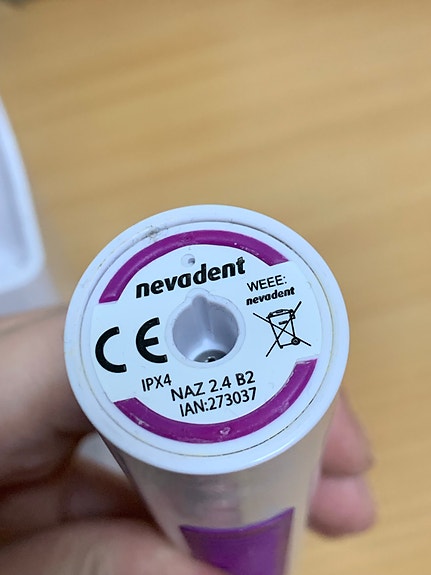 nevadent
WEEE:
nevadent
CE
IPX4
NAZ 2.4 B2
IAN:273037